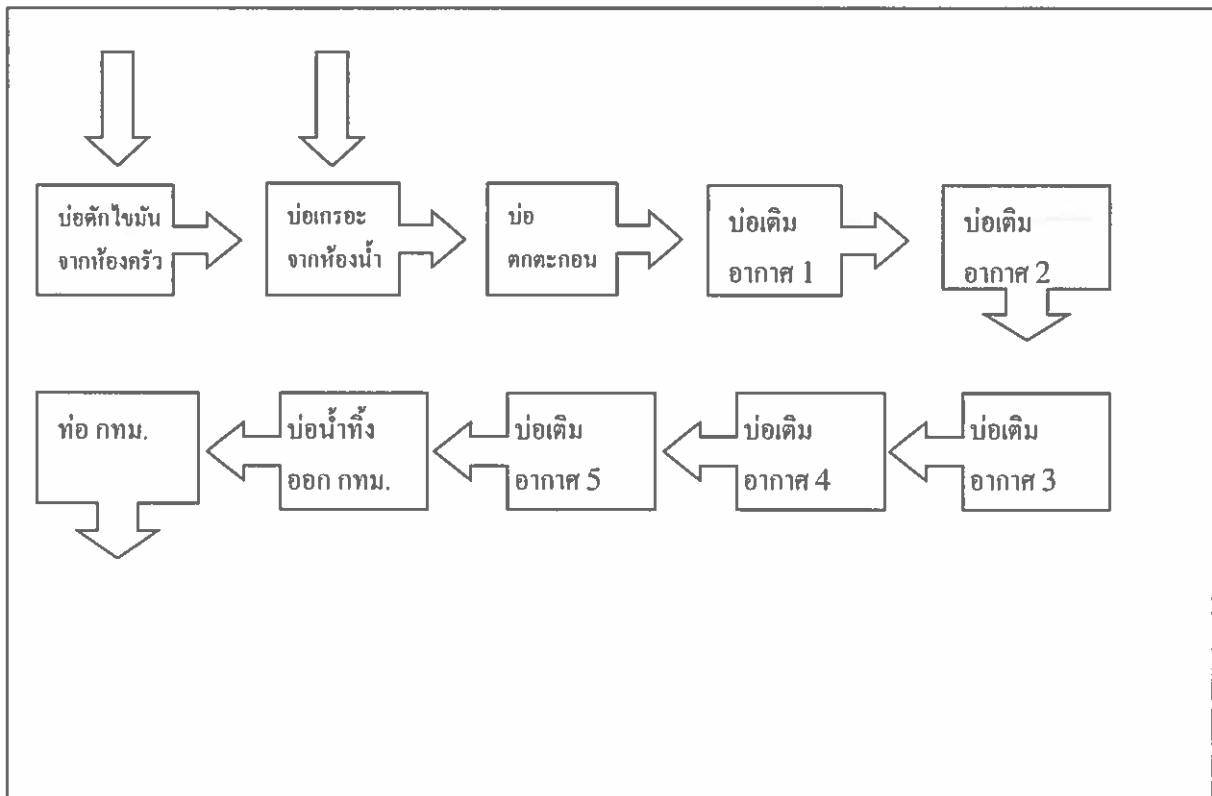 บ่อดักไขมัน
จากห้องครัว
บ่อเกรอะ
จากห้องน้ำ
บ่อ
ตกตะกอน
บ่อเติม
อากาศ 1
บ่อเติม
อากาศ 2
ท่อ กทม.
บ่อน้ำทิ้ง
ออก กทม.
บ่อเติม
อากาศ 5
บ่อเติม
อากาศ 4
บ่อเติม
อากาศ 3